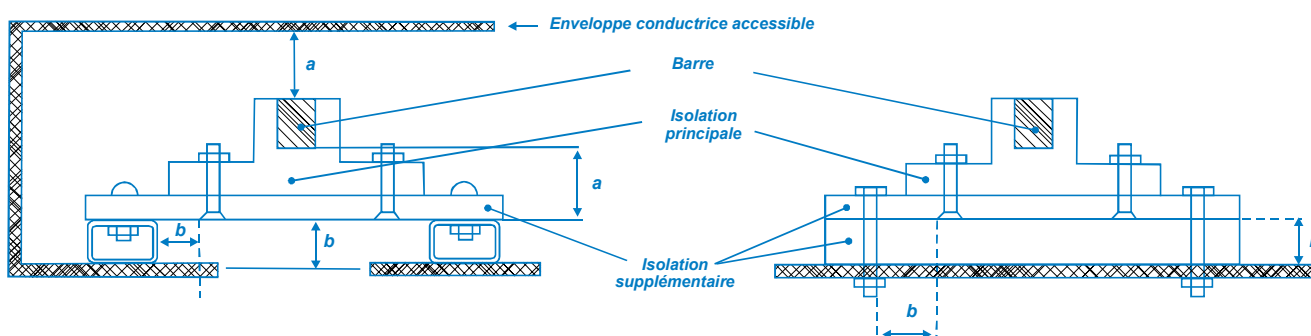 Enveloppe conductrice accessible
a
Barre
Isolation
principale
a
b
b
Isolation
supplémentaire
b